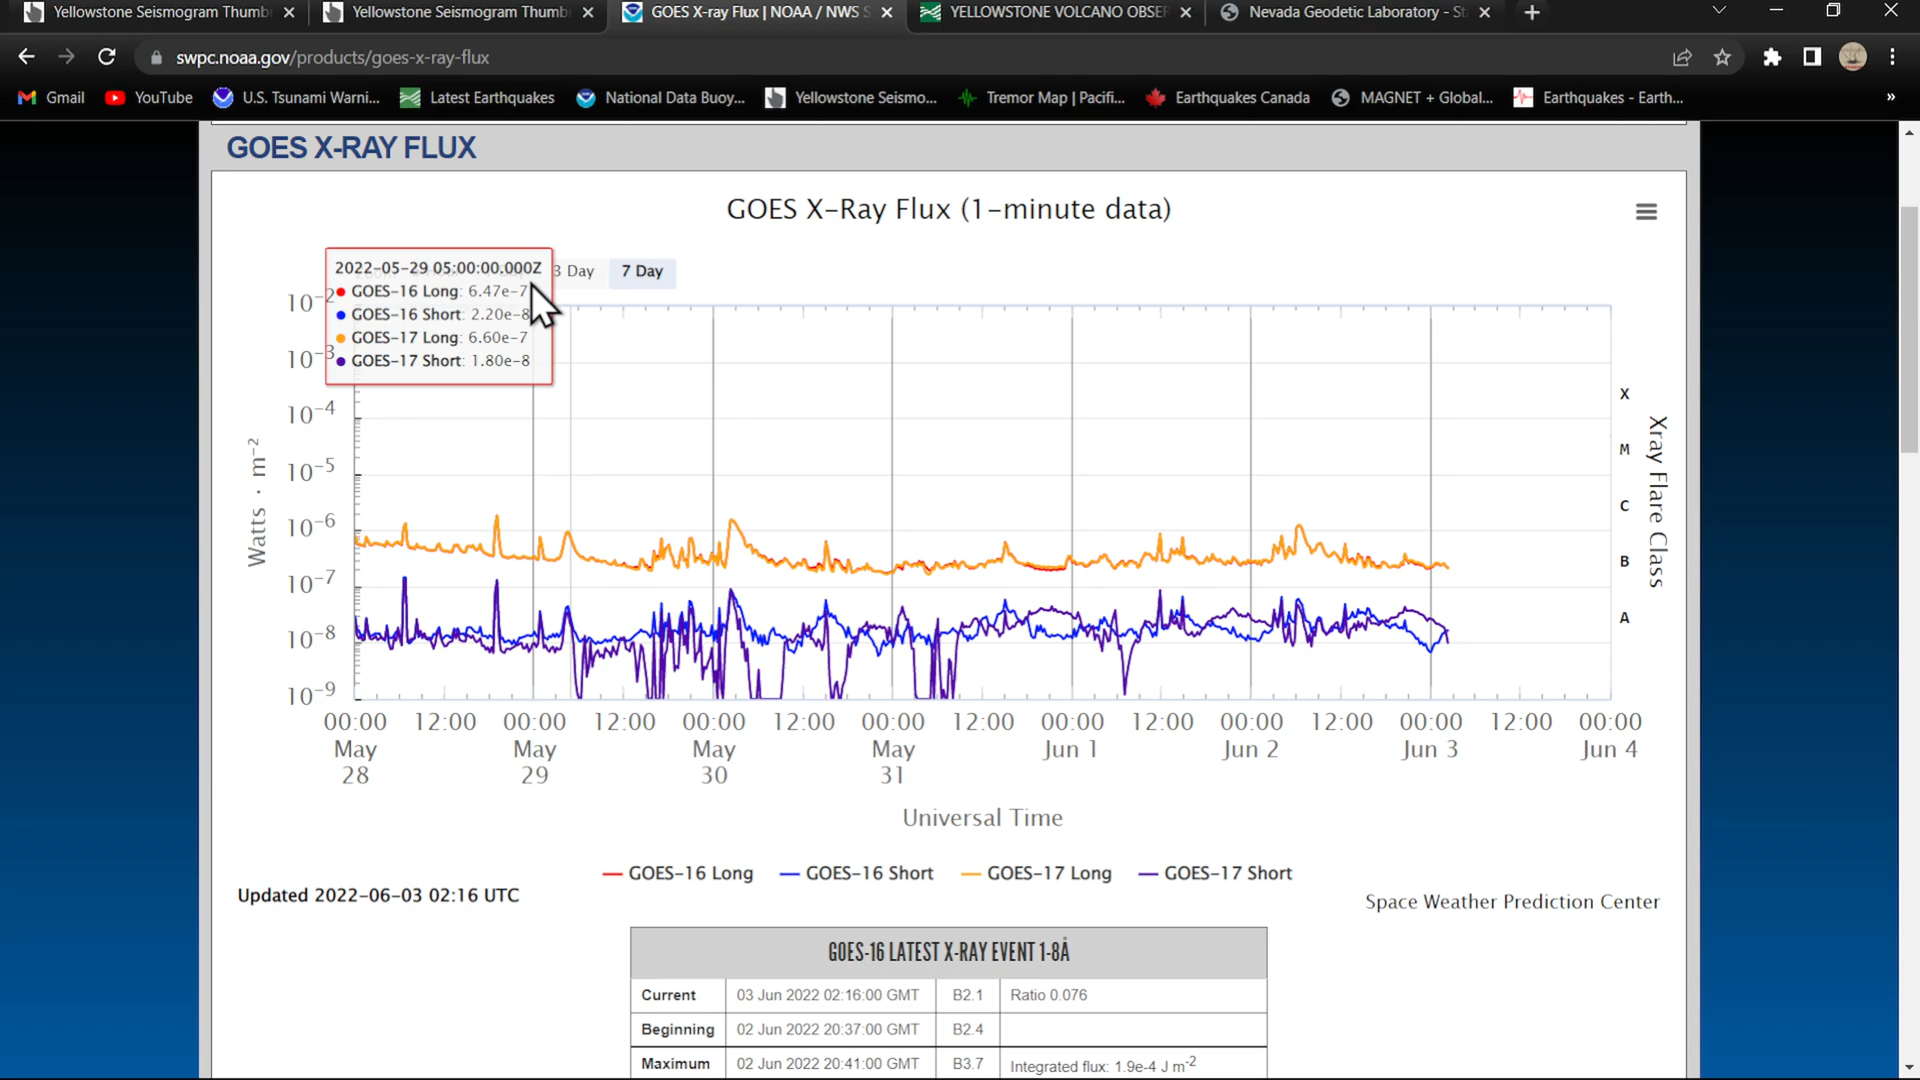 Yellowstone Seismogram Thumb
Yellowstone Seismogram Thumb
GOES X-ray Flux | NOAA / NWS S
YELLOWSTONE VOLCANO OBSER
Nevada Geodetic Laboratory - St
swpc.noaa.gov/products/goes-x-ray-flux
Gmail
YouTube
U.S. Tsunami Warni...
Latest Earthquakes
National Data Buoy...
Yellowstone Seismo...
Tremor Map | Pacifi...
Earthquakes Canada
MAGNET + Global...
Earthquakes - Earth...
»
GOES X-RAY FLUX
GOES X-Ray Flux (1-minute data)
3 Day
7 Day
2022-05-29 05:00:00.000Z
GOES-16 Long: 6.47e-7
GOES-16 Short: 2.20e-8
GOES-17 Long: 6.60e-7
GOES-17 Short: 1.80e-8
10⁻²
10⁻³
10⁻⁴
10⁻⁵
10⁻⁶
10⁻⁷
10⁻⁸
10⁻⁹
Watts · m⁻²
X
M
C
B
A
Xray Flare Class
00:00 12:00 00:00 12:00 00:00 12:00 00:00 12:00 00:00 12:00 00:00 12:00 00:00 12:00 00:00
May May May May Jun 1 Jun 2 Jun 3 Jun 4
28 29 30 31
Universal Time
GOES-16 Long GOES-16 Short GOES-17 Long GOES-17 Short
Updated 2022-06-03 02:16 UTC
Space Weather Prediction Center
GOES-16 LATEST X-RAY EVENT 1-8Å
Current 03 Jun 2022 02:16:00 GMT B2.1 Ratio 0.076
Beginning 02 Jun 2022 20:37:00 GMT B2.4
Maximum 02 Jun 2022 20:41:00 GMT B3.7 Integrated flux: 1.9e-4 J m⁻²